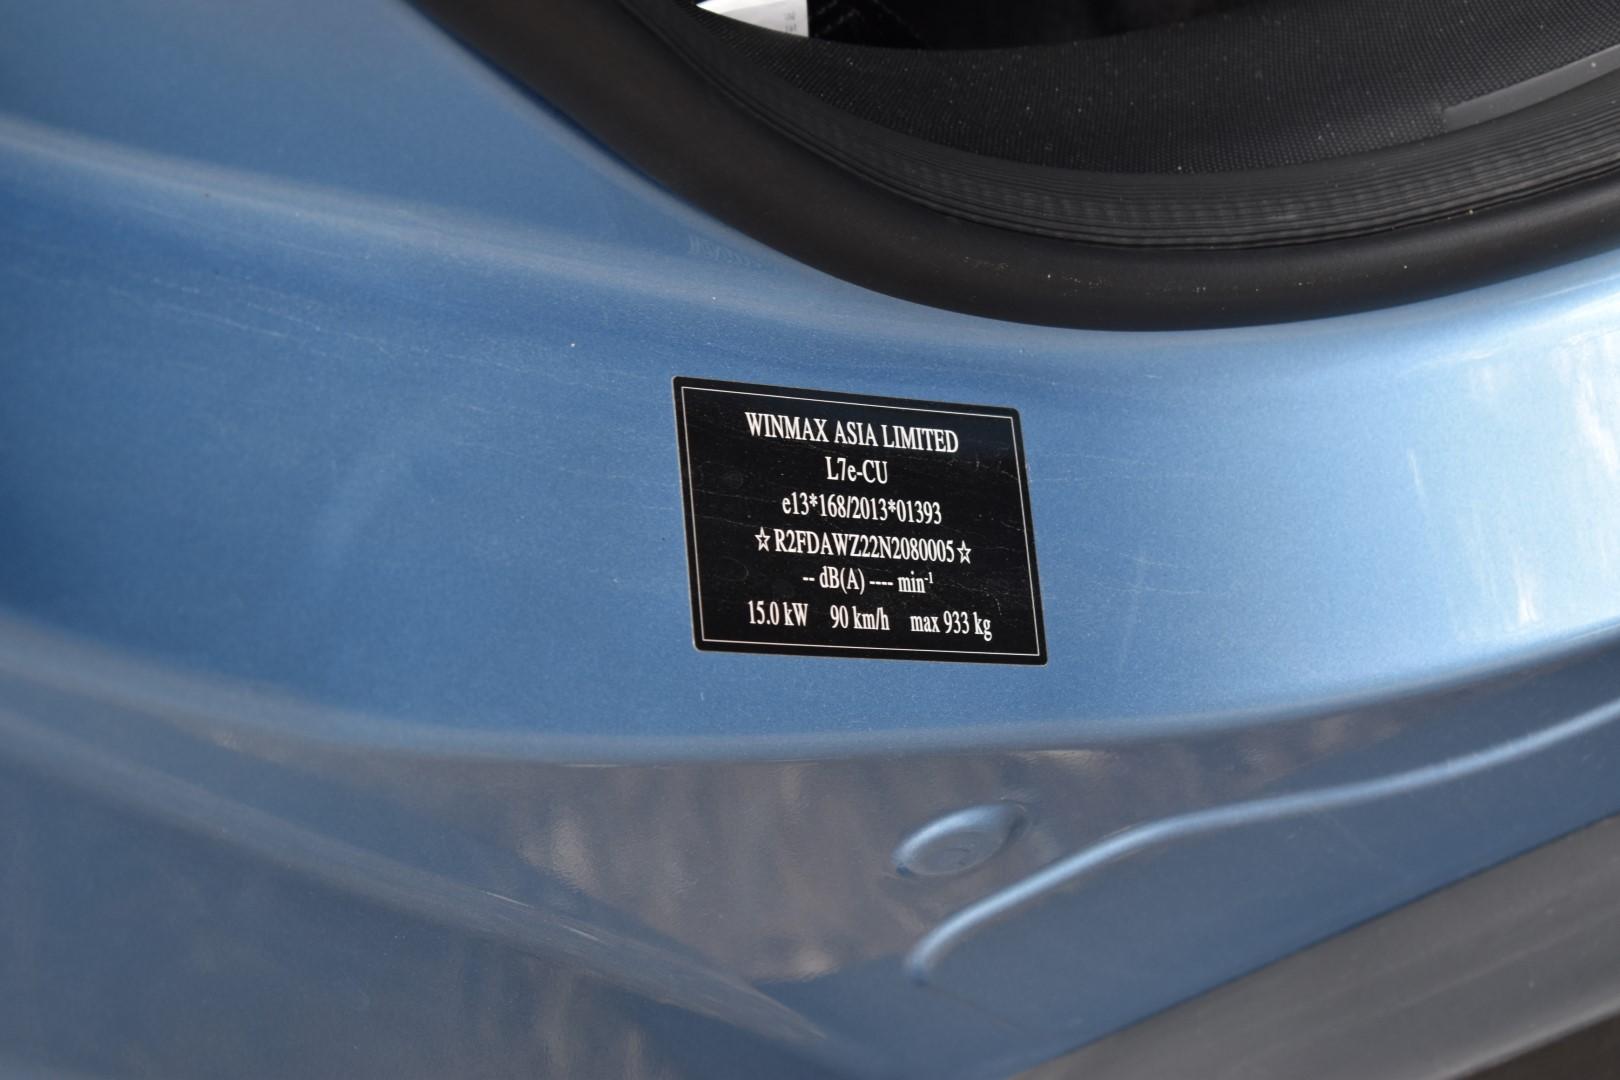 WINMAX ASIA LIMITED
L7e-CU
e13*168/2013*01393
☆R2FDAWZ22N2080005☆
-- dB(A) ---- min⁻¹
15.0 kW 90 km/h max 933 kg